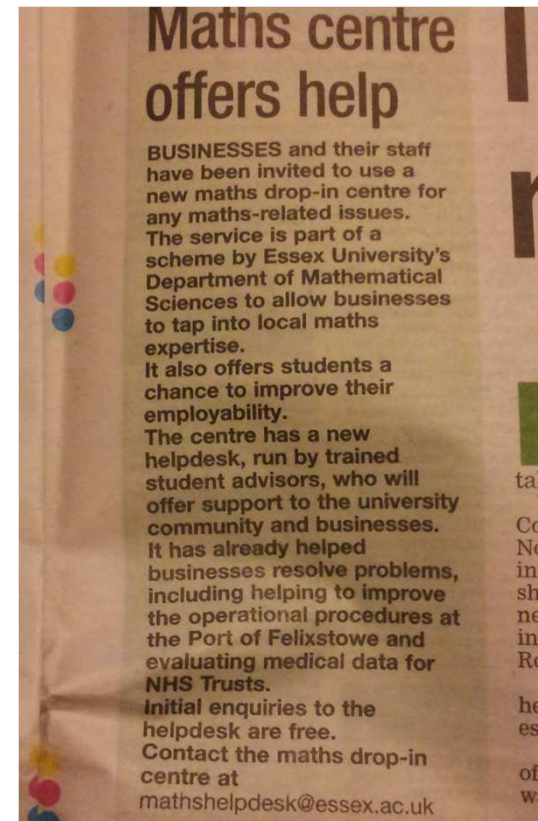 Maths centre
offers help
BUSINESSES and their staff
have been invited to use a
new maths drop-in centre for
any maths-related issues.
The service is part of a
scheme by Essex University's
Department of Mathematical
Sciences to allow businesses
to tap into local maths
expertise.
It also offers students a
chance to improve their
employability.
The centre has a new
helpdesk, run by trained
student advisors, who will
offer support to the university
community and businesses.
It has already helped
businesses resolve problems,
including helping to improve
the operational procedures at
the Port of Felixstowe and
evaluating medical data for
NHS Trusts.
Initial enquiries to the
helpdesk are free.
Contact the maths drop-in
centre at
mathshelpdesk@essex.ac.uk